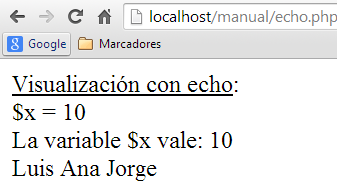 localhost/manual/echo.php
Google Marcadores
Visualización con echo:
$x = 10
La variable $x vale: 10
Luis Ana Jorge